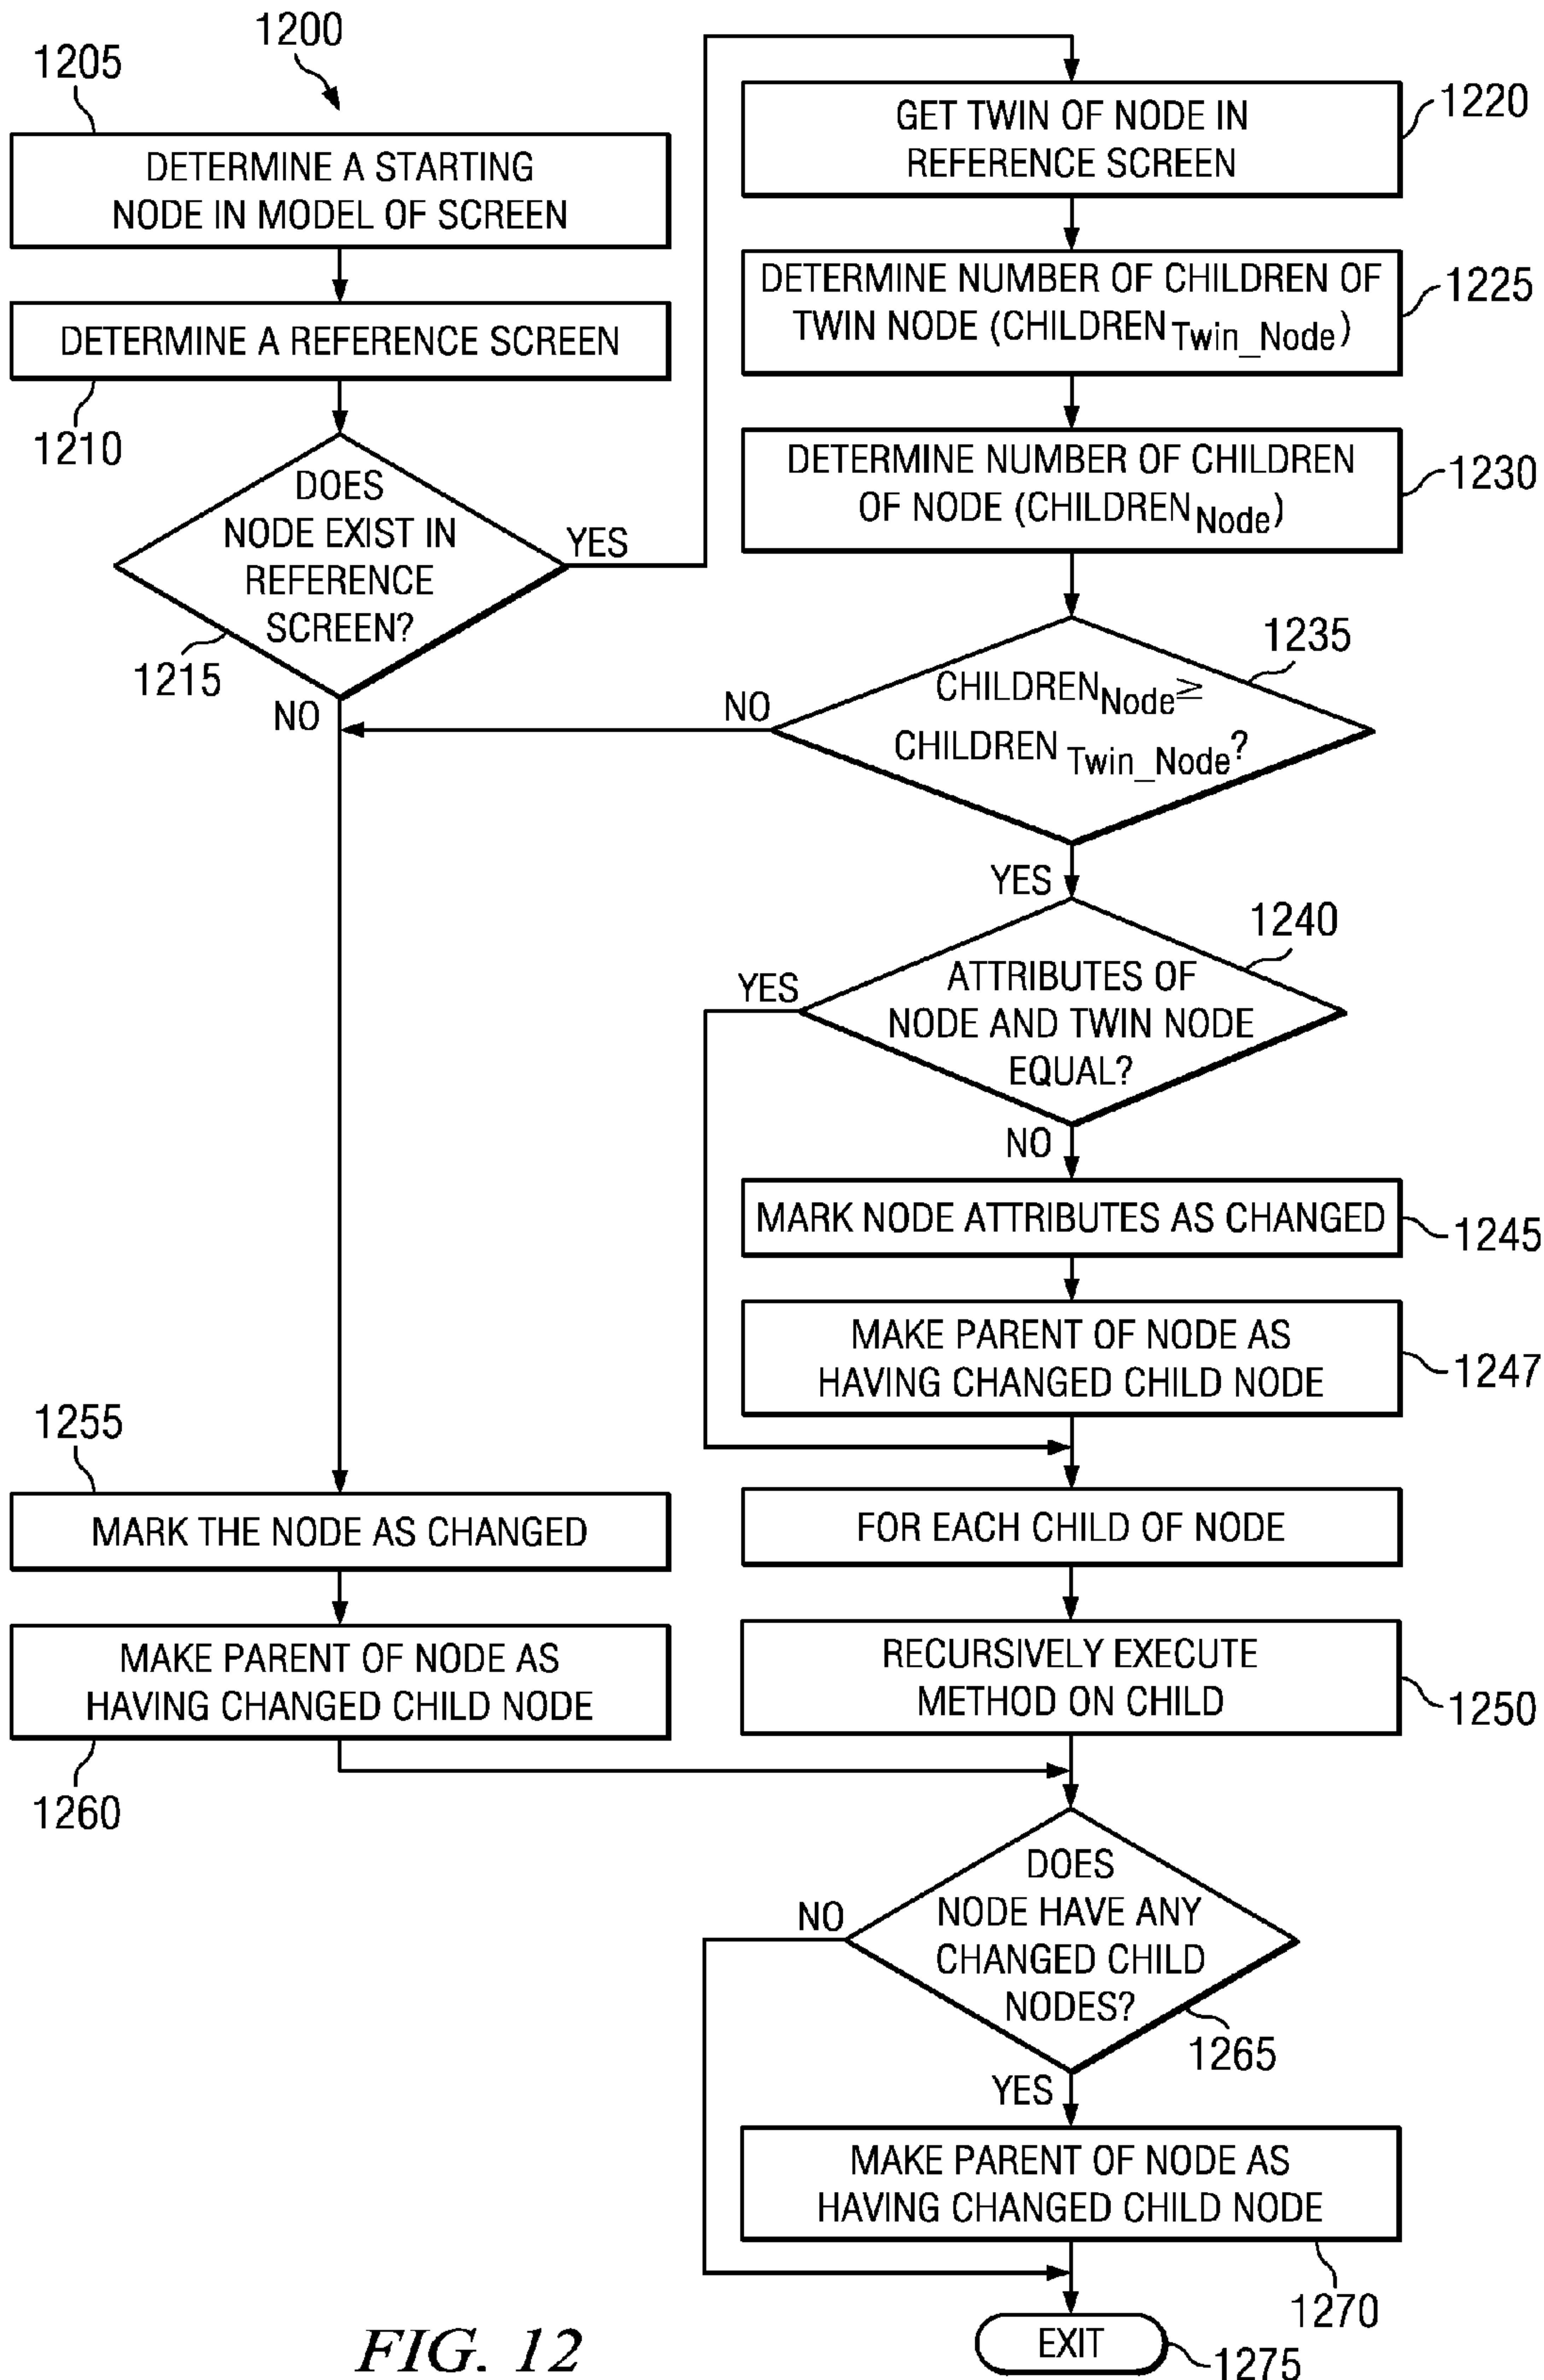 1200
1205
DETERMINE A STARTING
NODE IN MODEL OF SCREEN
DETERMINE A REFERENCE SCREEN
1210
DOES
NODE EXIST IN
REFERENCE
SCREEN?
1215
YES
NO
GET TWIN OF NODE IN
REFERENCE SCREEN
1220
DETERMINE NUMBER OF CHILDREN OF
TWIN NODE (CHILDREN Twin_Node)
1225
DETERMINE NUMBER OF CHILDREN
OF NODE (CHILDREN Node)
1230
1235
CHILDREN Node ≥
CHILDREN Twin_Node?
NO
YES
1240
ATTRIBUTES OF
NODE AND TWIN NODE
EQUAL?
YES
NO
MARK NODE ATTRIBUTES AS CHANGED
1245
MAKE PARENT OF NODE AS
HAVING CHANGED CHILD NODE
1247
FOR EACH CHILD OF NODE
RECURSIVELY EXECUTE
METHOD ON CHILD
1250
1255
MARK THE NODE AS CHANGED
MAKE PARENT OF NODE AS
HAVING CHANGED CHILD NODE
1260
DOES
NODE HAVE ANY
CHANGED CHILD
NODES?
1265
NO
YES
MAKE PARENT OF NODE AS
HAVING CHANGED CHILD NODE
1270
EXIT
1275
FIG. 12